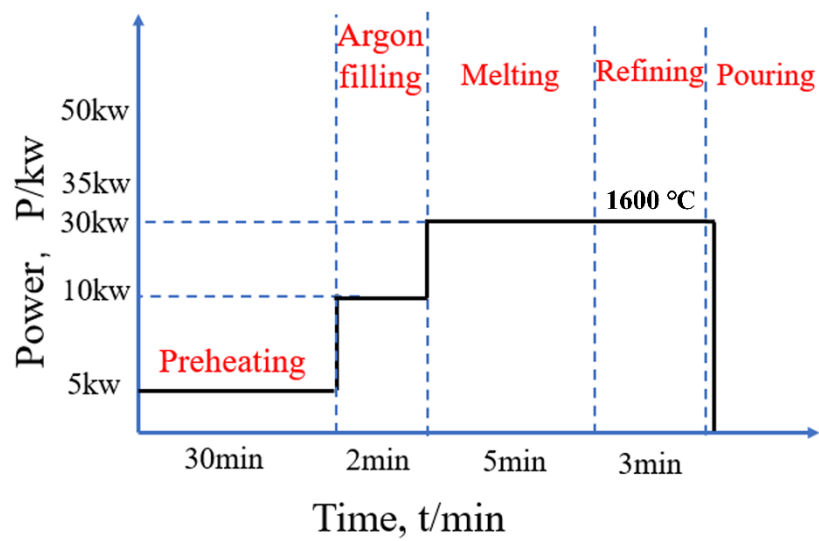 Argon
filling
Melting
Refining
Pouring
50kw
35kw
1600 ℃
30kw
10kw
Preheating
5kw
30min
2min
5min
3min
Time, t/min
Power, P/kw